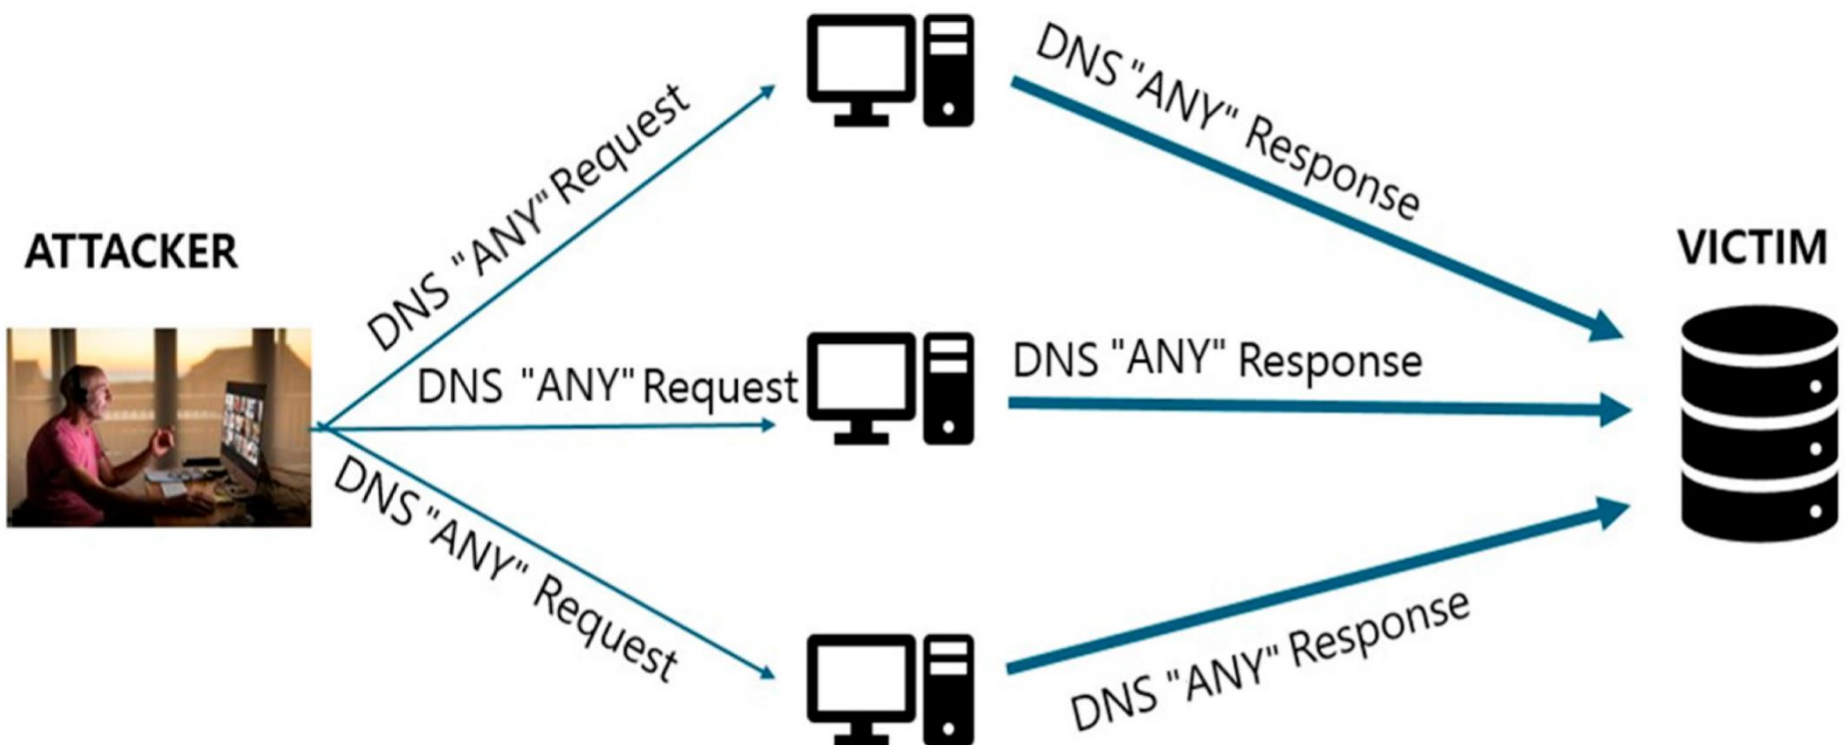 DNS "ANY" Request
DNS "ANY" Response
ATTACKER
VICTIM
DNS "ANY" Request
DNS "ANY" Response
DNS "ANY" Request
DNS "ANY" Response